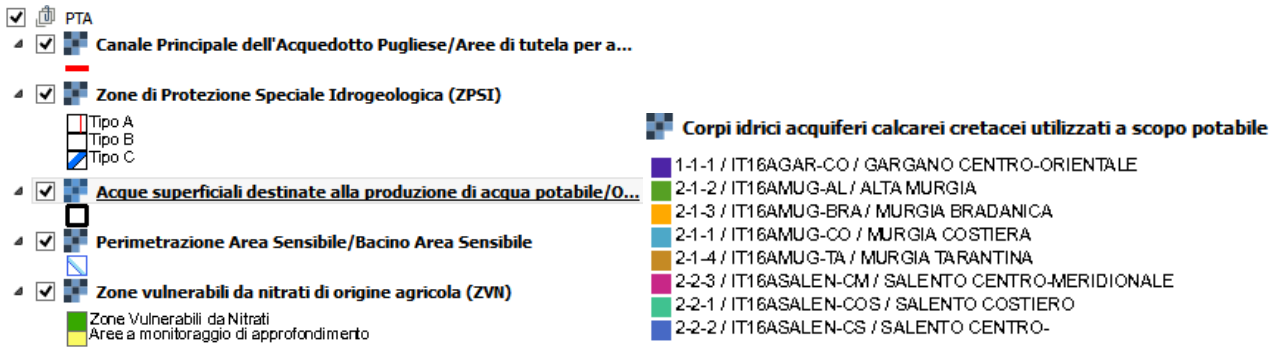 PTA
Canale Principale dell'Acquedotto Pugliese/Aree di tutela per a...
Zone di Protezione Speciale Idrogeologica (ZPSI)
Tipo A
Tipo B
Tipo C
Acque superficiali destinate alla produzione di acqua potabile/O...
Perimetrazione Area Sensibile/Bacino Area Sensibile
Zone vulnerabili da nitrati di origine agricola (ZVN)
Zone Vulnerabili da Nitrati
Aree a monitoraggio di approfondimento
Corpi idrici acquiferi calcarei cretacei utilizzati a scopo potabile
1-1-1 / IT16AGAR-CO / GARGANO CENTRO-ORIENTALE
2-1-2 / IT16AMUG-AL / ALTA MURGIA
2-1-3 / IT16AMUG-BRA / MURGIA BRADANICA
2-1-1 / IT16AMUG-CO / MURGIA COSTIERA
2-1-4 / IT16AMUG-TA / MURGIA TARANTINA
2-2-3 / IT16ASALEN-CM / SALENTO CENTRO-MERIDIONALE
2-2-1 / IT16ASALEN-COS / SALENTO COSTIERO
2-2-2 / IT16ASALEN-CS / SALENTO CENTRO-